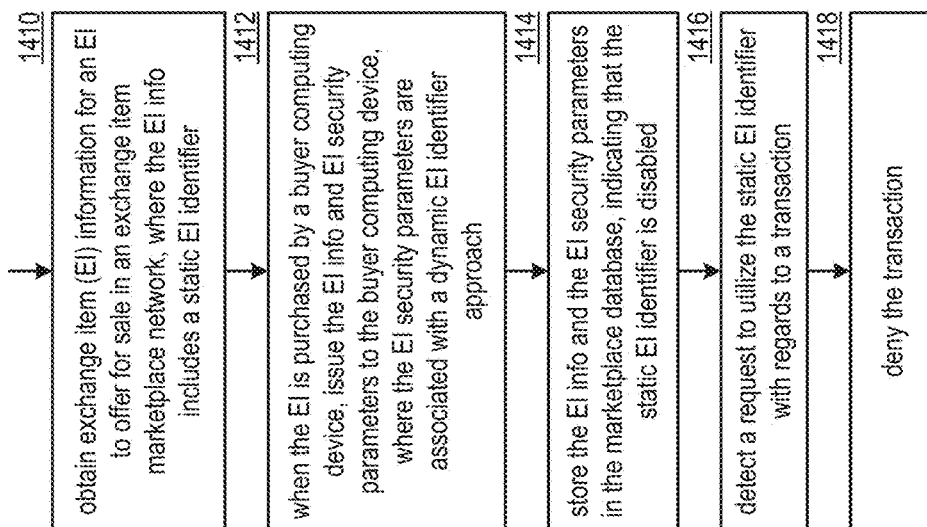 1410
obtain exchange item (EI) information for an EI
to offer for sale in an exchange item
marketplace network, where the EI info
includes a static EI identifier
1412
when the EI is purchased by a buyer computing
device, issue the EI info and EI security
parameters to the buyer computing device,
where the EI security parameters are
associated with a dynamic EI identifier
approach
1414
store the EI info and the EI security parameters
in the marketplace database, indicating that the
static EI identifier is disabled
1416
detect a request to utilize the static EI identifier
with regards to a transaction
1418
deny the transaction